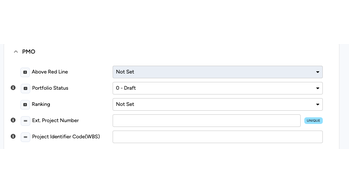 PMO
Above Red Line Not Set
Portfolio Status 0 - Draft
Ranking Not Set
Ext. Project Number UNIQUE
Project Identifier Code(WBS)